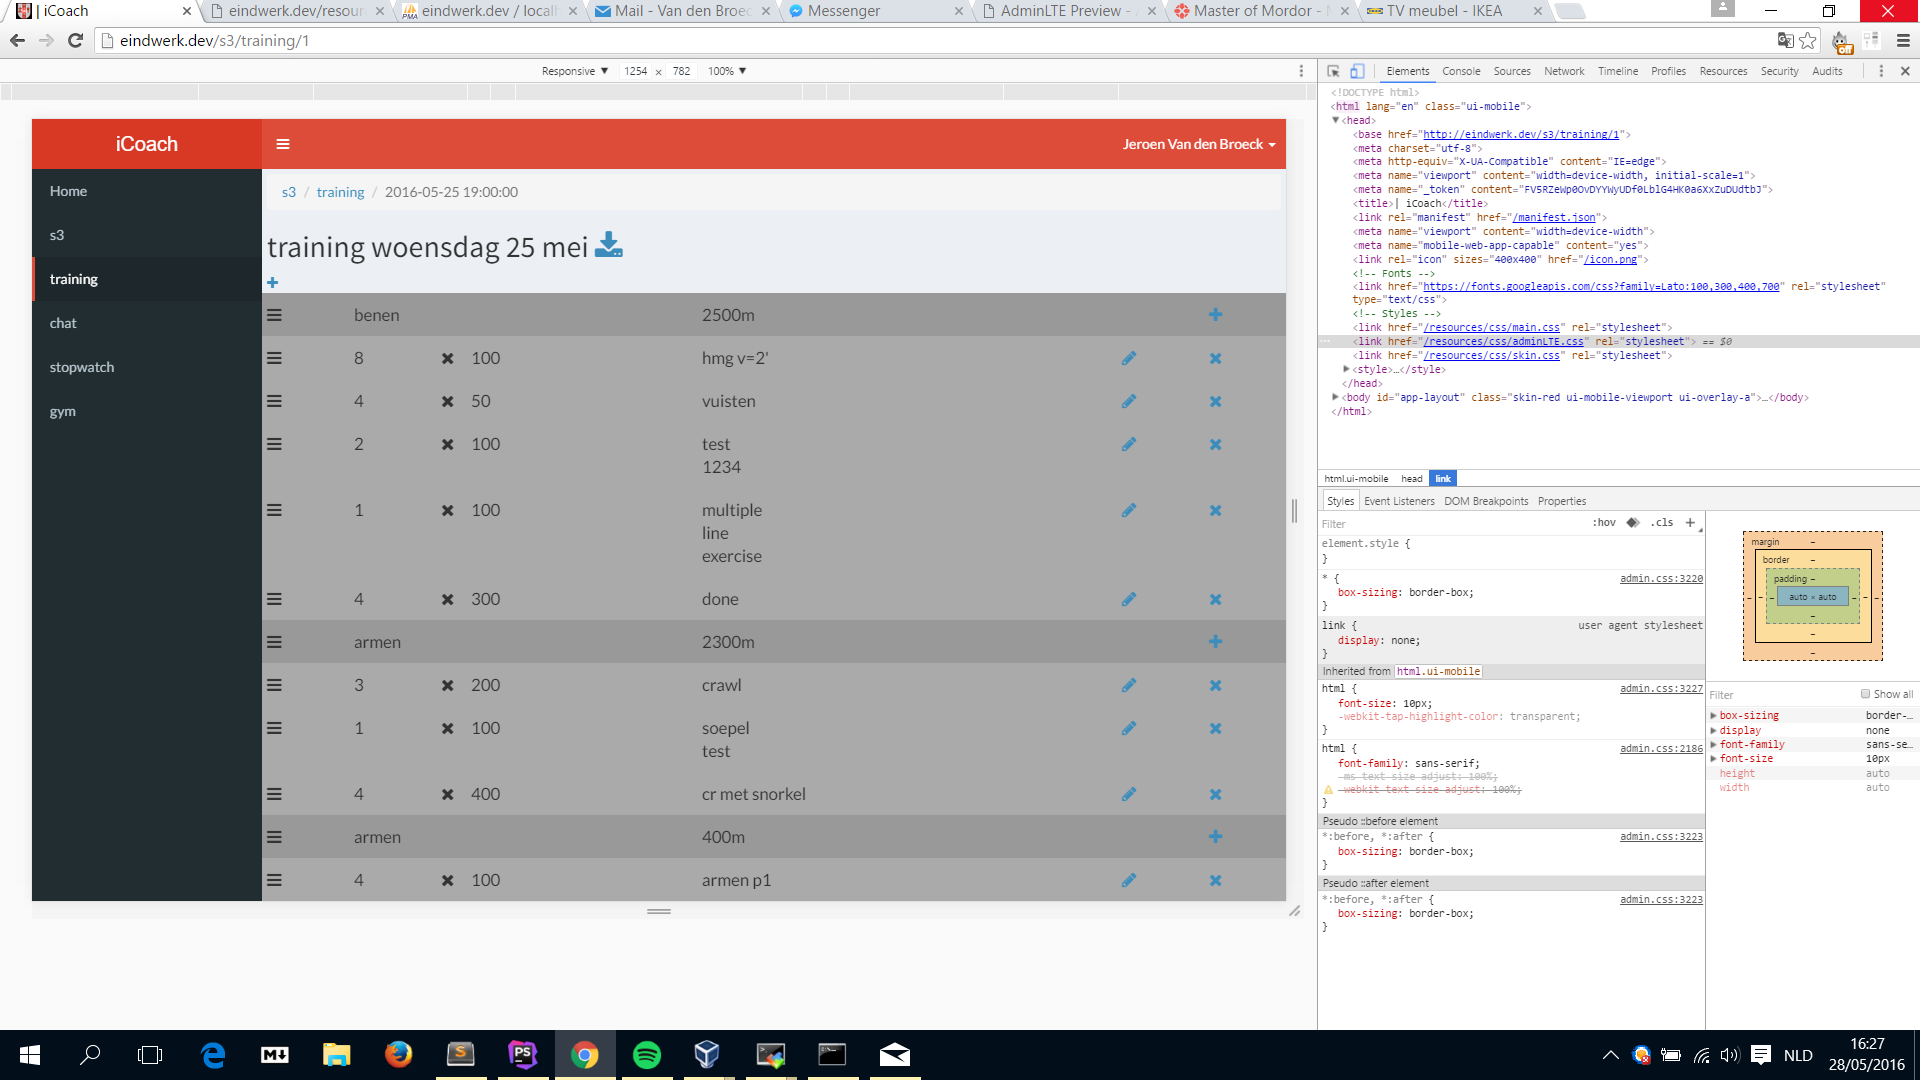 | iCoach
eindwerk.dev/resour
eindwerk.dev / locall
Mail - Van den Broec
Messenger
AdminLTE Preview - A
Master of Mordor - M
TV meubel - IKEA
eindwerk.dev/s3/training/1
off
Responsive ▼ 1254 × 782 100% ▼
Elements Console Sources Network Timeline Profiles Resources Security Audits
iCoach
Jeroen Van den Broeck
Home
s3
training
chat
stopwatch
gym
s3 / training / 2016-05-25 19:00:00
training woensdag 25 mei
benen 2500m
8 × 100 hmg v=2'
4 × 50 vuisten
2 × 100 test
1234
1 × 100 multiple
line
exercise
4 × 300 done
armen 2300m
3 × 200 crawl
1 × 100 soepel
test
4 × 400 cr met snorkel
armen 400m
4 × 100 armen p1
<!DOCTYPE html>
<html lang="en" class="ui-mobile">
▼<head>
<base href="http://eindwerk.dev/s3/training/1">
<meta charset="utf-8">
<meta http-equiv="X-UA-Compatible" content="IE=edge">
<meta name="viewport" content="width=device-width, initial-scale=1">
<meta name="_token" content=
<title>| iCoach</title>
<link rel="manifest" href="/manifest.json">
<meta name="viewport" content="width=device-width">
<meta name="mobile-web-app-capable" content="yes">
<link rel="icon" sizes="400x400" href="/icon.png">
<!-- Fonts -->
<link href="https://fonts.googleapis.com/css?family=Lato:100,300,400,700" rel="stylesheet"
type="text/css">
<!-- Styles -->
<link href="/resources/css/main.css" rel="stylesheet">
<link href="/resources/css/adminLTE.css" rel="stylesheet"> == $0
<link href="/resources/css/skin.css" rel="stylesheet">
▶<style>…</style>
</head>
▶<body id="app-layout" class="skin-red ui-mobile-viewport ui-overlay-a">…</body>
</html>
html.ui-mobile head link
Styles Event Listeners DOM Breakpoints Properties
Filter :hov .cls +
element.style {
}
* { admin.css:3220
box-sizing: border-box;
}
link { user agent stylesheet
display: none;
}
Inherited from html.ui-mobile
html { admin.css:3227
font-size: 10px;
-webkit-tap-highlight-color: transparent;
}
html { admin.css:2186
font-family: sans-serif;
-ms-text-size-adjust: 100%;
-webkit-text-size-adjust: 100%;
}
Pseudo ::before element
*:before, *:after { admin.css:3223
box-sizing: border-box;
}
Pseudo ::after element
*:before, *:after { admin.css:3223
box-sizing: border-box;
}
margin –
border –
padding –
auto × auto
Filter Show all
▶ box-sizing border-…
▶ display none
▶ font-family sans-se…
▶ font-size 10px
height auto
width auto
PS
NLD
16:27
28/05/2016